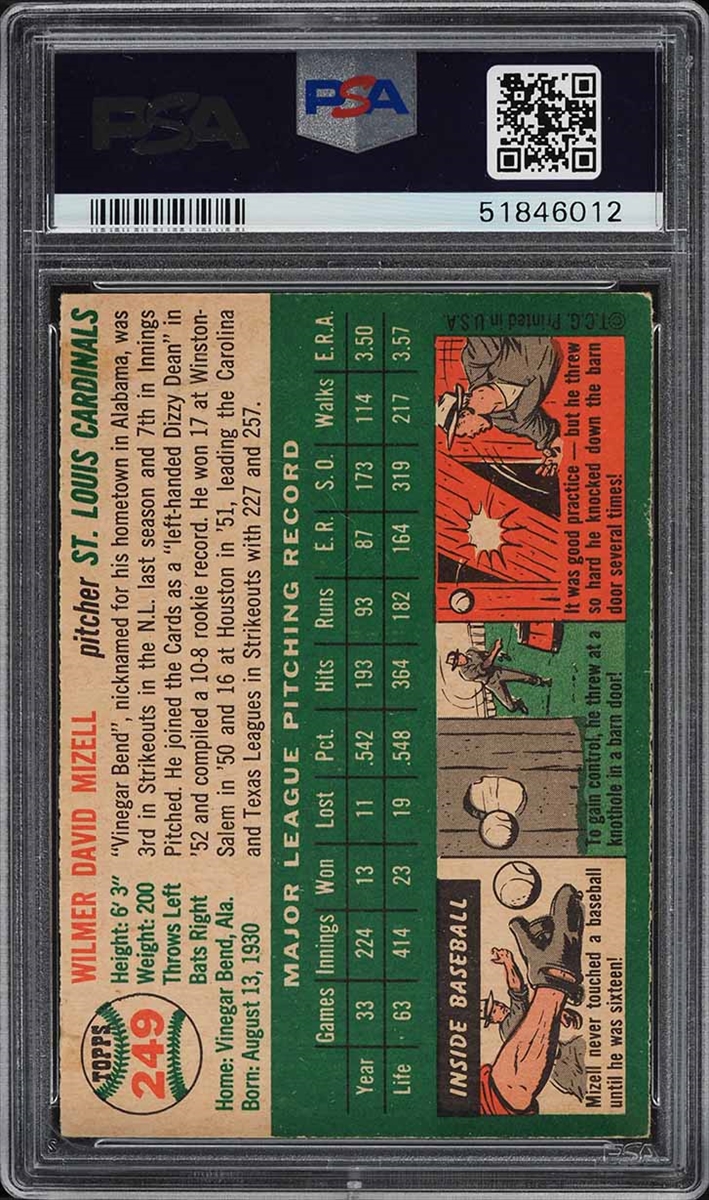 PSA
PSA
51846012
TOPPS
249
WILMER DAVID MIZELL pitcher ST. LOUIS CARDINALS
Height: 6' 3"
Weight: 200
Throws Left
Bats Right
Home: Vinegar Bend, Ala.
Born: August 13, 1930
"Vinegar Bend", nicknamed for his hometown in Alabama, was
3rd in Strikeouts in the N.L. last season and 7th in Innings
Pitched. He joined the Cards as a "left-handed Dizzy Dean" in
'52 and compiled a 10-8 rookie record. He won 17 at Winston-
Salem in '50 and 16 at Houston in '51, leading the Carolina
and Texas Leagues in Strikeouts with 227 and 257.
MAJOR LEAGUE PITCHING RECORD
Games Innings Won Lost Pct. Hits Runs E.R. S.O. Walks E.R.A.
Year 33 224 13 11 .542 193 93 87 173 114 3.50
Life 63 414 23 19 .548 364 182 164 319 217 3.57
INSIDE BASEBALL
Mizell never touched a baseball
until he was sixteen!
To gain control, he threw at a
knothole in a barn door!
It was good practice — but he threw
so hard he knocked down the barn
door several times!
©T.C.G. Printed in U.S.A.
PSA